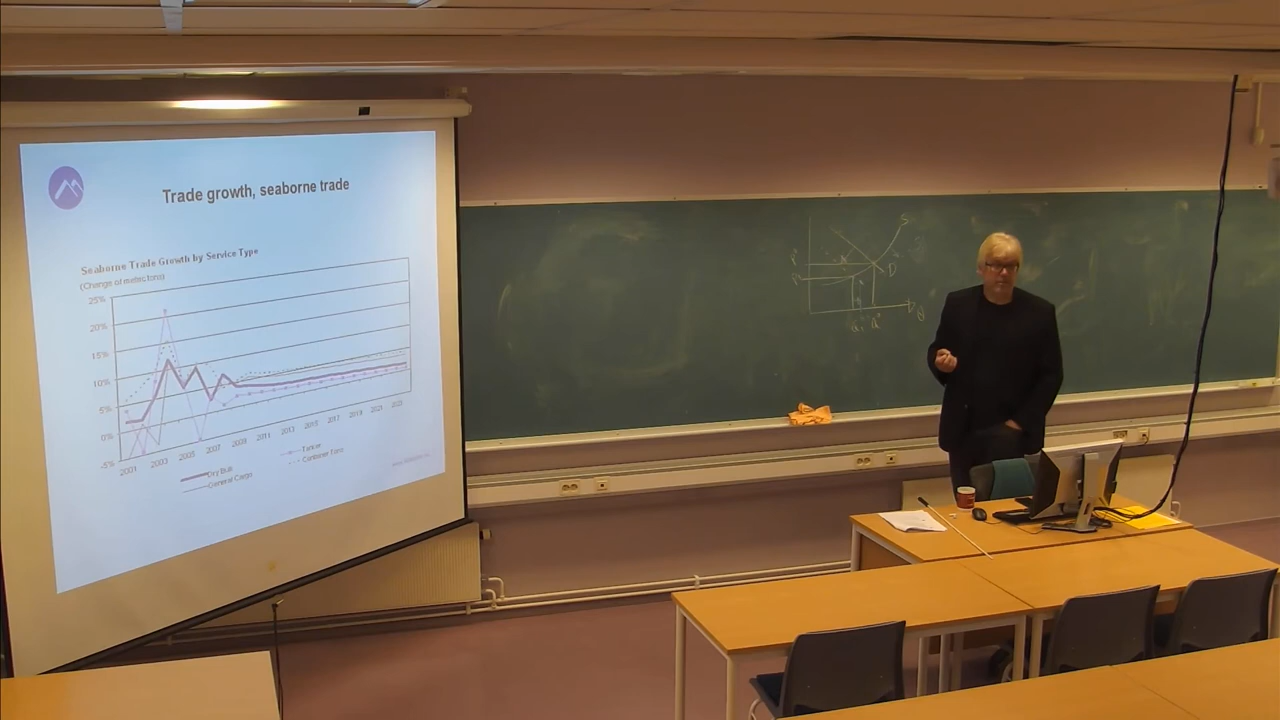 Trade growth, seaborne trade
Seaborne Trade Growth by Service Type
(Change of metric tons)
25%
20%
15%
10%
5%
0%
-5%
2001 2003 2005 2007 2009 2011 2013 2015 2017 2019 2021 2023
Dry Bulk
Tanker
General Cargo
Container Tons
S
D